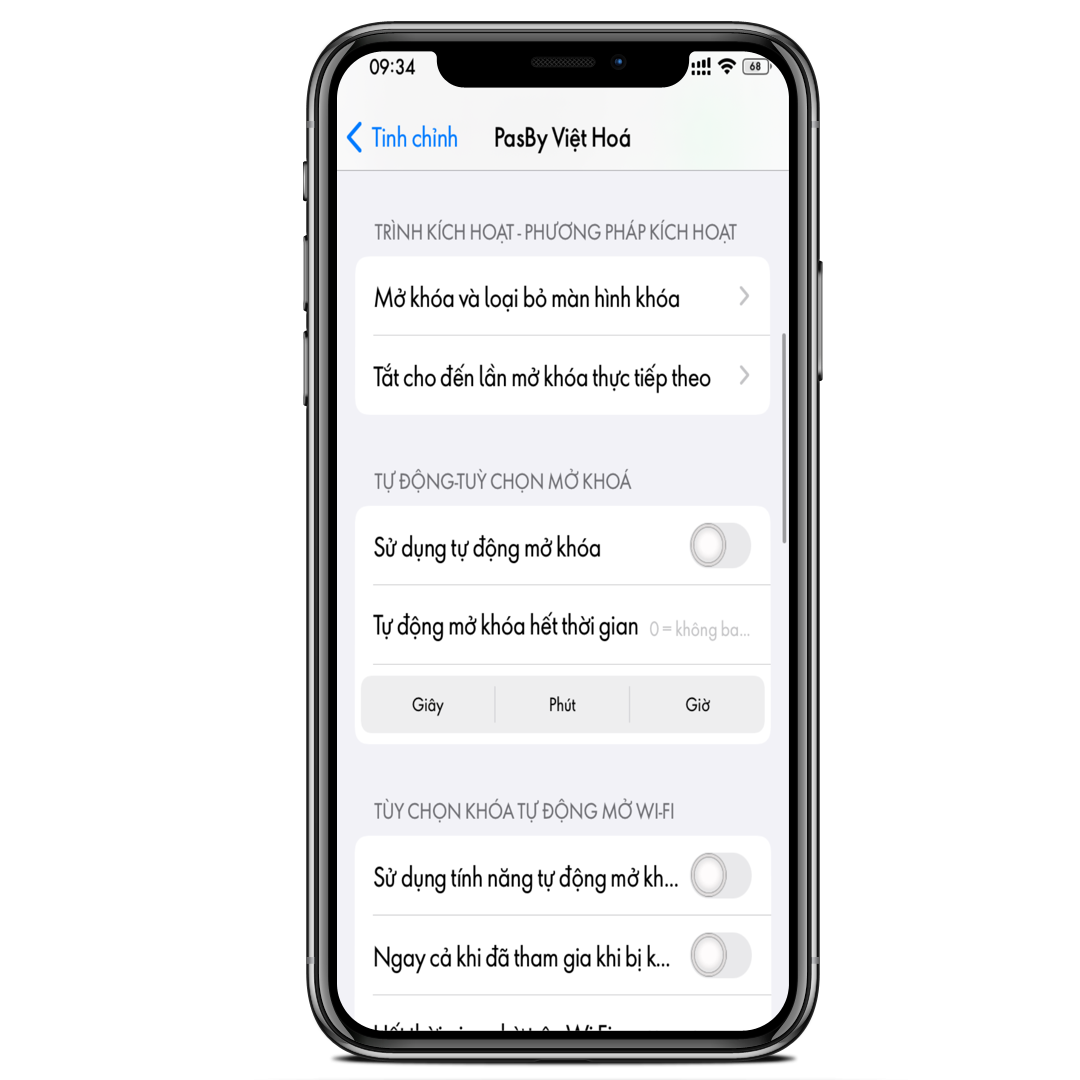 09:34
68
Tinh chỉnh
PasBy Việt Hoá
TRÌNH KÍCH HOẠT - PHƯƠNG PHÁP KÍCH HOẠT
Mở khóa và loại bỏ màn hình khóa
Tắt cho đến lần mở khóa thực tiếp theo
TỰ ĐỘNG-TUỲ CHỌN MỞ KHOÁ
Sử dụng tự động mở khóa
Tự động mở khóa hết thời gian 0 = không ba...
Giây Phút Giờ
TÙY CHỌN KHÓA TỰ ĐỘNG MỞ WI-FI
Sử dụng tính năng tự động mở kh...
Ngay cả khi đã tham gia khi bị k...